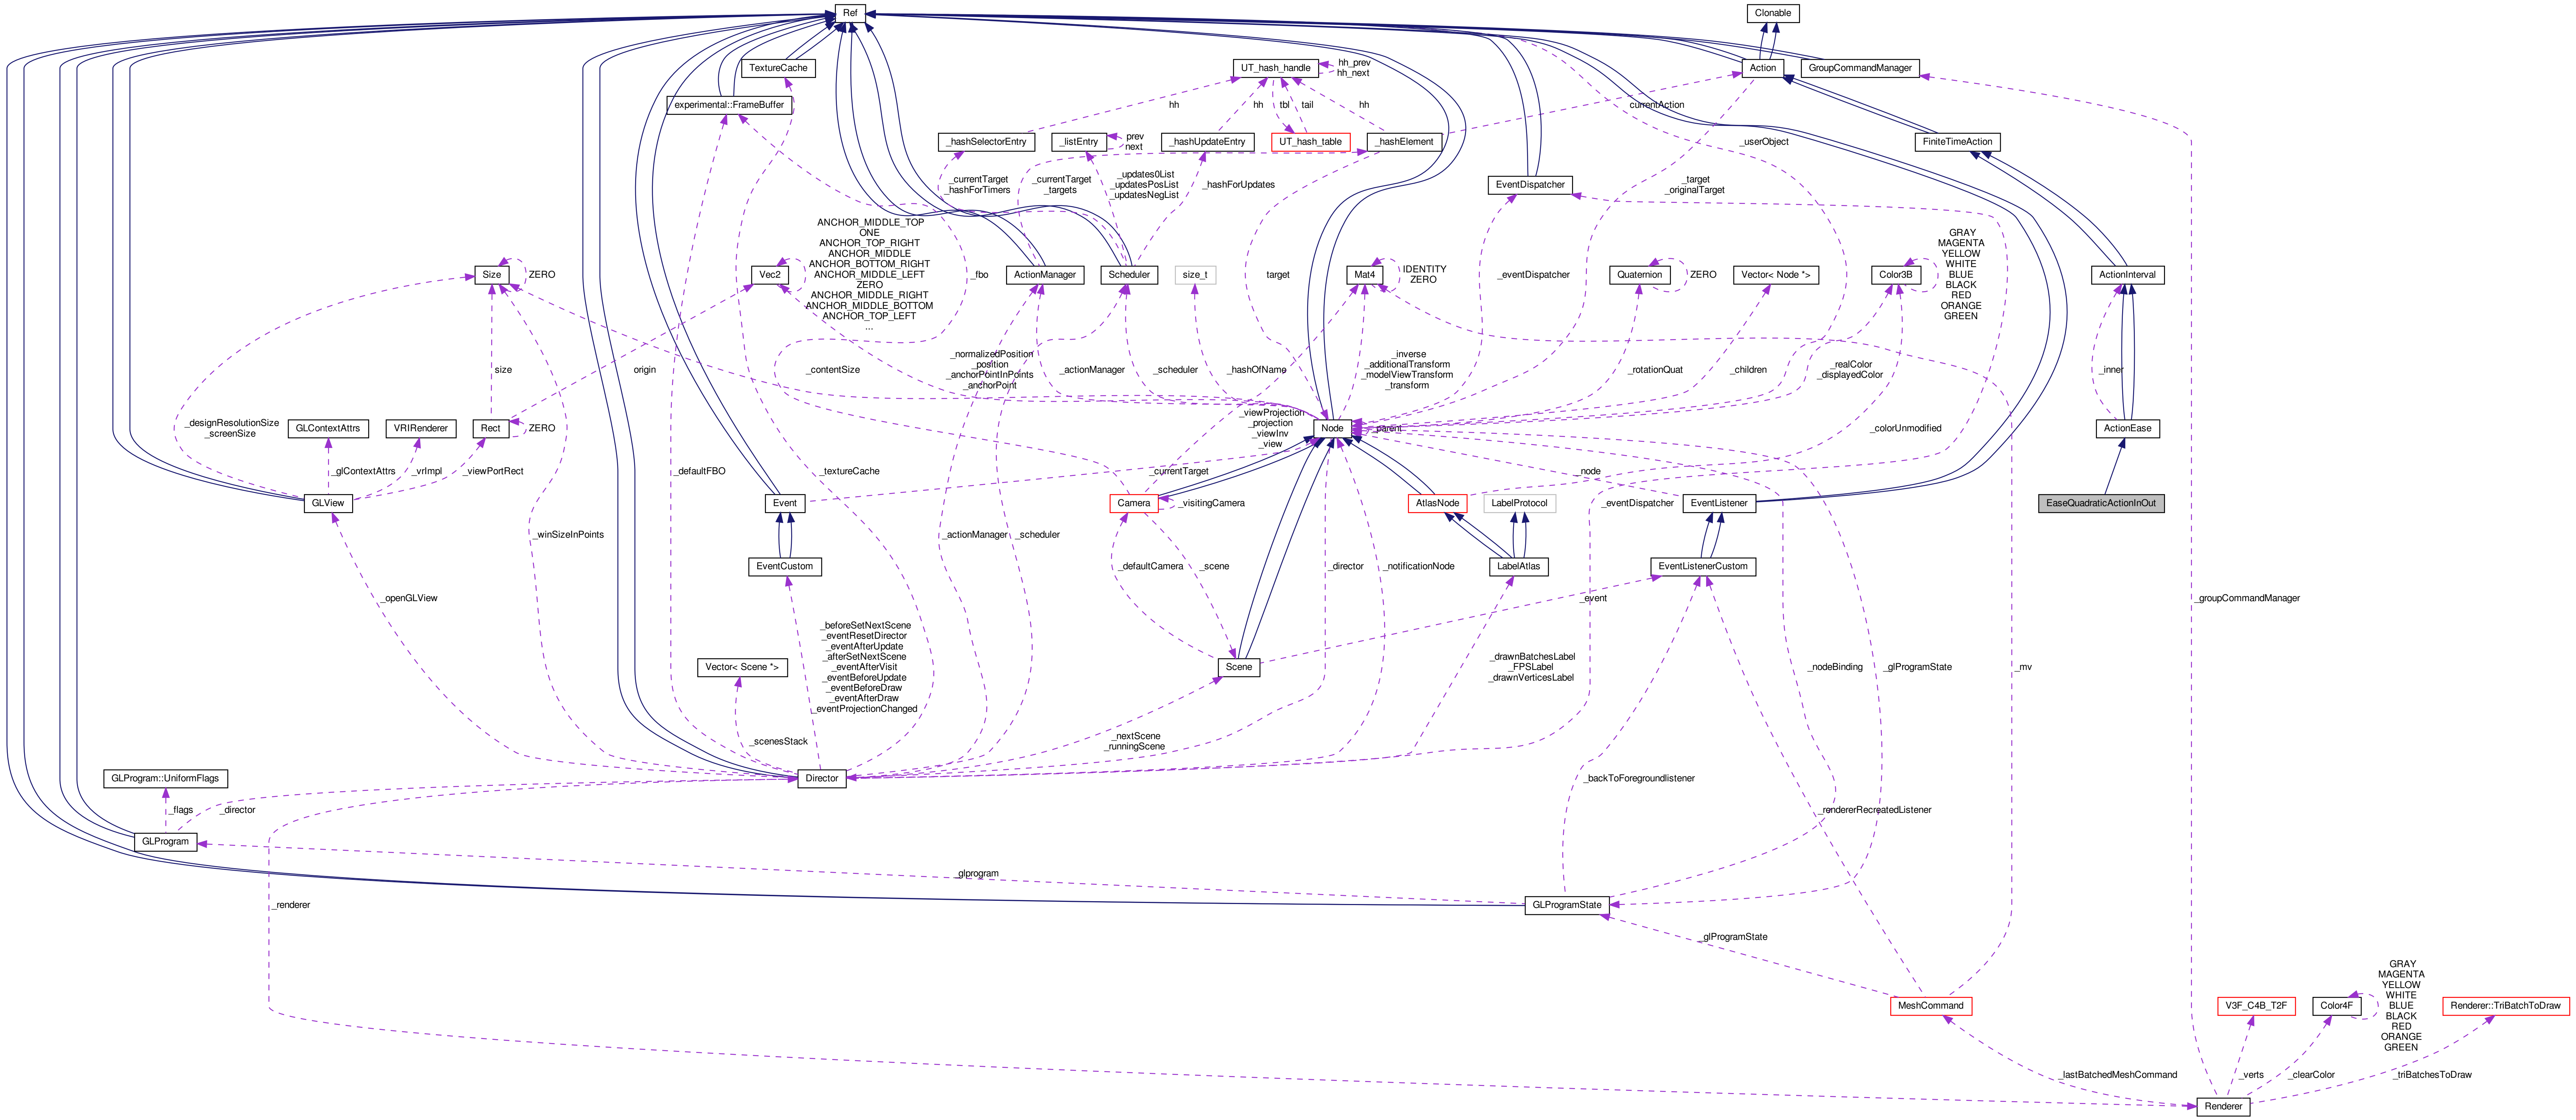 Ref
Clonable
TextureCache
UT_hash_handle
hh_prev
hh_next
Action
GroupCommandManager
experimental::FrameBuffer
hh
hh
tbl
tail
hh
currentAction
_hashSelectorEntry
_listEntry
prev
next
_hashUpdateEntry
UT_hash_table
_hashElement
_userObject
FiniteTimeAction
_currentTarget
_hashForTimers
_currentTarget
_targets
_updates0List
_updatesPosList
_updatesNegList
_hashForUpdates
EventDispatcher
_target
_originalTarget
ANCHOR_MIDDLE_TOP
ONE
ANCHOR_TOP_RIGHT
ANCHOR_MIDDLE
ANCHOR_BOTTOM_RIGHT
ANCHOR_MIDDLE_LEFT
ZERO
ANCHOR_MIDDLE_RIGHT
ANCHOR_MIDDLE_BOTTOM
ANCHOR_TOP_LEFT
...
GRAY
MAGENTA
YELLOW
WHITE
BLUE
BLACK
RED
ORANGE
GREEN
Size
ZERO
Vec2
_fbo
ActionManager
Scheduler
size_t
target
Mat4
IDENTITY
ZERO
_eventDispatcher
Quaternion
ZERO
Vector< Node *>
Color3B
ActionInterval
size
origin
_contentSize
_normalizedPosition
_position
_anchorPointInPoints
_anchorPoint
_actionManager
_scheduler
_hashOfName
_inverse
_additionalTransform
_modelViewTransform
_transform
_rotationQuat
_children
_realColor
_displayedColor
_inner
_designResolutionSize
_screenSize
GLContextAttrs
VRIRenderer
Rect
ZERO
_viewProjection
_projection
_viewInv
_view
Node
_parent
_colorUnmodified
ActionEase
_glContextAttrs
_vrImpl
_viewPortRect
_defaultFBO
_textureCache
_currentTarget
_node
GLView
Event
Camera
_visitingCamera
AtlasNode
LabelProtocol
_eventDispatcher
EventListener
EaseQuadraticActionInOut
_winSizeInPoints
_actionManager
_scheduler
EventCustom
_defaultCamera
_scene
_director
_notificationNode
LabelAtlas
EventListenerCustom
_openGLView
_event
_groupCommandManager
_beforeSetNextScene
_eventResetDirector
_eventAfterUpdate
_afterSetNextScene
_eventAfterVisit
_eventBeforeUpdate
_eventBeforeDraw
_eventAfterDraw
_eventProjectionChanged
Vector< Scene *>
Scene
_drawnBatchesLabel
_FPSLabel
_drawnVerticesLabel
_nodeBinding
_glProgramState
_mv
_scenesStack
_nextScene
_runningScene
GLProgram::UniformFlags
Director
_backToForegroundlistener
_flags
_director
_rendererRecreatedListener
GLProgram
_glprogram
_renderer
GLProgramState
_glProgramState
GRAY
MAGENTA
YELLOW
WHITE
BLUE
BLACK
RED
ORANGE
GREEN
MeshCommand
V3F_C4B_T2F
Color4F
Renderer::TriBatchToDraw
_lastBatchedMeshCommand
_verts
_clearColor
_triBatchesToDraw
Renderer